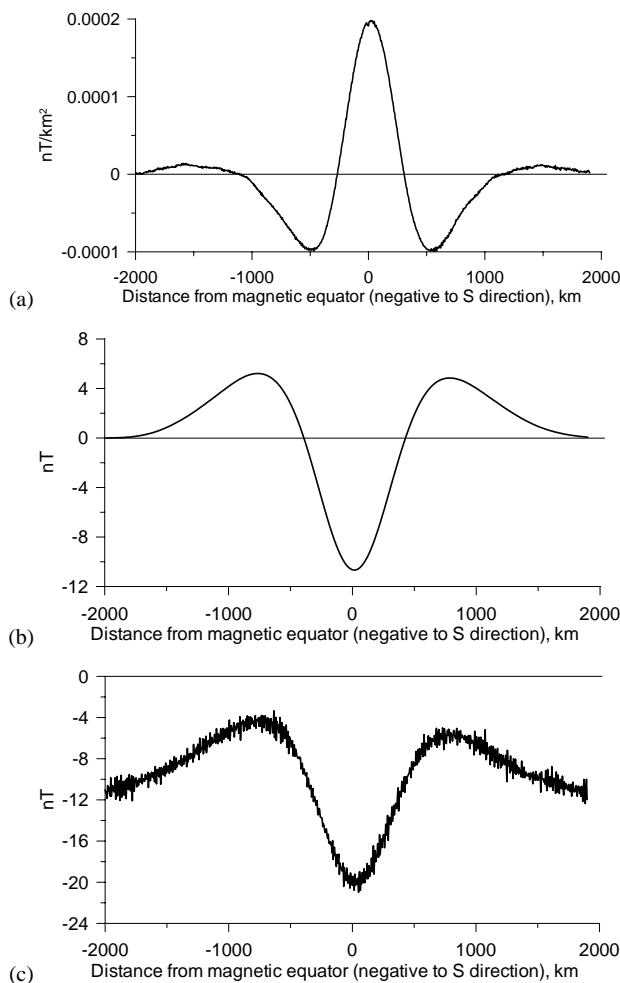 0.0002
0.0001
0
-0.0001
nT/km²
-2000 -1000 0 1000 2000
(a) Distance from magnetic equator (negative to S direction), km
8
4
0
-4
-8
-12
nT
-2000 -1000 0 1000 2000
(b) Distance from magnetic equator (negative to S direction), km
0
-4
-8
-12
-16
-20
-24
nT
-2000 -1000 0 1000 2000
(c) Distance from magnetic equator (negative to S direction), km